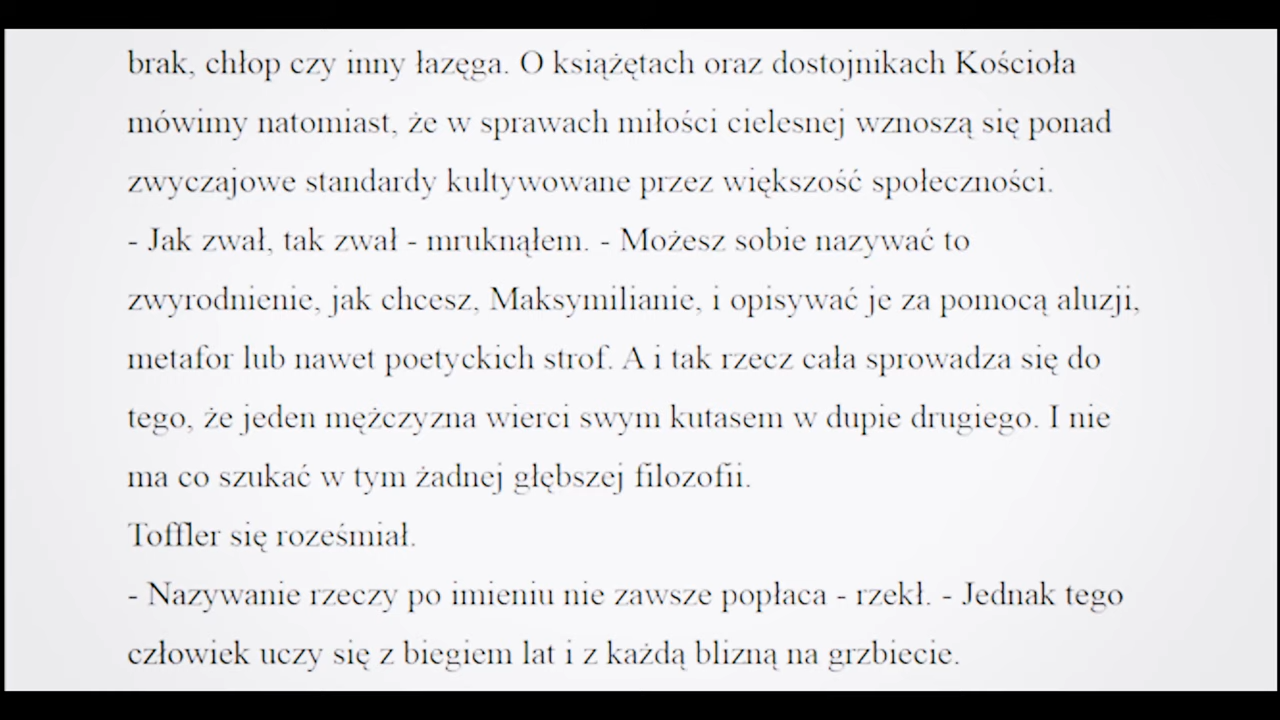 brak, chłop czy inny łazęga. O książętach oraz dostojnikach Kościoła
mówimy natomiast, że w sprawach miłości cielesnej wznoszą się ponad
zwyczajowe standardy kultywowane przez większość społeczności.
- Jak zwał, tak zwał - mruknąłem. - Możesz sobie nazywać to
zwyrodnienie, jak chcesz, Maksymilianie, i opisywać je za pomocą aluzji,
metafor lub nawet poetyckich strof. A i tak rzecz cała sprowadza się do
tego, że jeden mężczyzna wierci swym kutasem w dupie drugiego. I nie
ma co szukać w tym żadnej głębszej filozofii.
Toffler się roześmiał.
- Nazywanie rzeczy po imieniu nie zawsze popłaca - rzekł. - Jednak tego
człowiek uczy się z biegiem lat i z każdą blizną na grzbiecie.